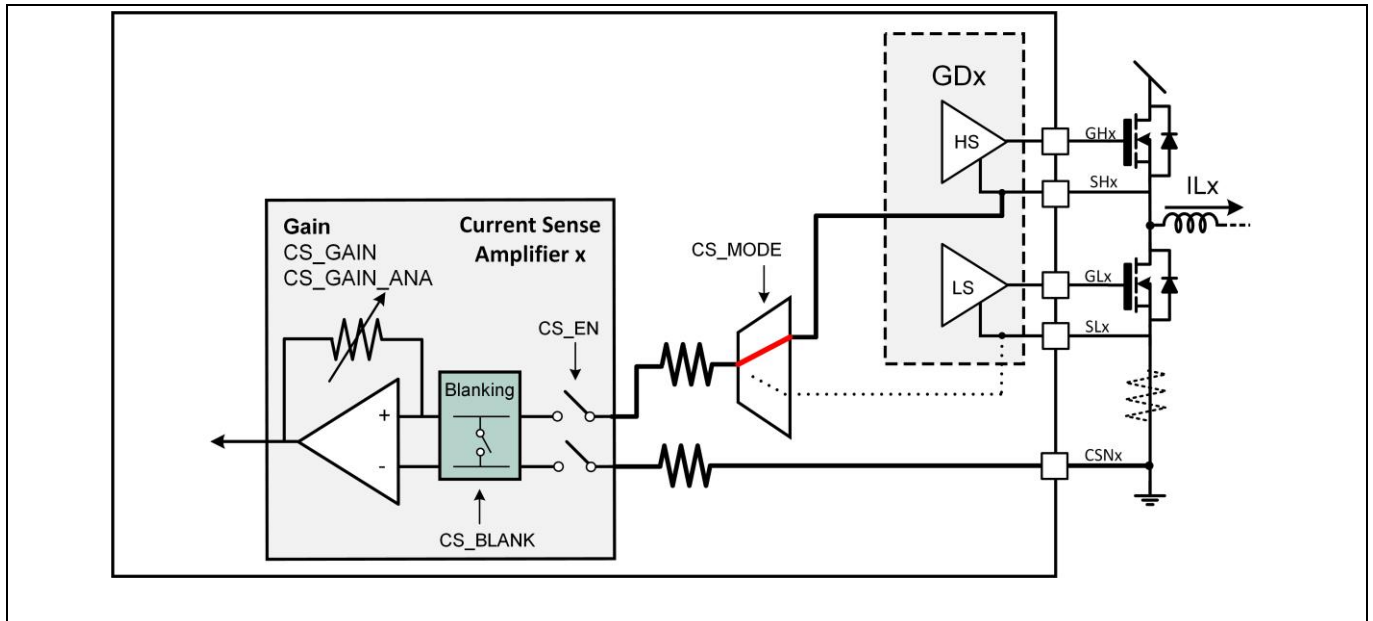 GDx
HS
GHx
SHx
ILx
LS
GLx
SLx
CS_MODE
Gain
CS_GAIN
CS_GAIN_ANA
Current Sense
Amplifier x
CS_EN
Blanking
+
-
CS_BLANK
CSNx